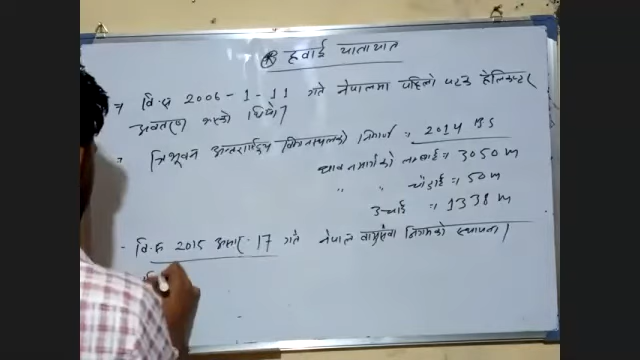 हवाई यातायात
वि.स 2006-1-11 गते नेपालमा पहिलो पटक हेलिकप्टर
अवतरण भएको थियो।
त्रिभुवन अन्तर्राष्ट्रिय विमानस्थलको निर्माण : 2014 BS
धावनमार्गको लम्बाई : 3050 m
" " चौडाई : 50 m
उचाई : 1338 m
वि.स 2015 असार 17 गते नेपाल वायुसेवा निगमको स्थापना।